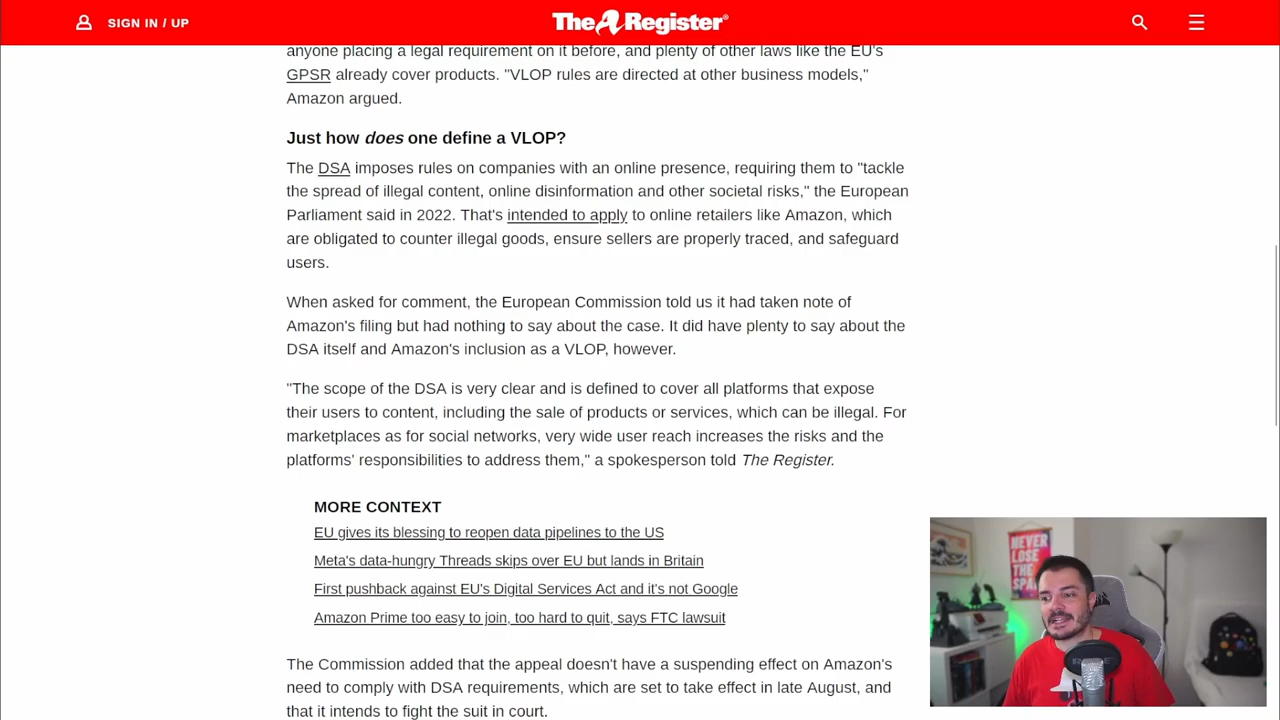 SIGN IN / UP
The Register®
anyone placing a legal requirement on it before, and plenty of other laws like the EU's
GPSR already cover products. "VLOP rules are directed at other business models,"
Amazon argued.
Just how does one define a VLOP?
The DSA imposes rules on companies with an online presence, requiring them to "tackle
the spread of illegal content, online disinformation and other societal risks," the European
Parliament said in 2022. That's intended to apply to online retailers like Amazon, which
are obligated to counter illegal goods, ensure sellers are properly traced, and safeguard
users.
When asked for comment, the European Commission told us it had taken note of
Amazon's filing but had nothing to say about the case. It did have plenty to say about the
DSA itself and Amazon's inclusion as a VLOP, however.
"The scope of the DSA is very clear and is defined to cover all platforms that expose
their users to content, including the sale of products or services, which can be illegal. For
marketplaces as for social networks, very wide user reach increases the risks and the
platforms' responsibilities to address them," a spokesperson told The Register.
MORE CONTEXT
EU gives its blessing to reopen data pipelines to the US
Meta's data-hungry Threads skips over EU but lands in Britain
First pushback against EU's Digital Services Act and it's not Google
Amazon Prime too easy to join, too hard to quit, says FTC lawsuit
The Commission added that the appeal doesn't have a suspending effect on Amazon's
need to comply with DSA requirements, which are set to take effect in late August, and
that it intends to fight the suit in court.
NEVER
LOSE
THE